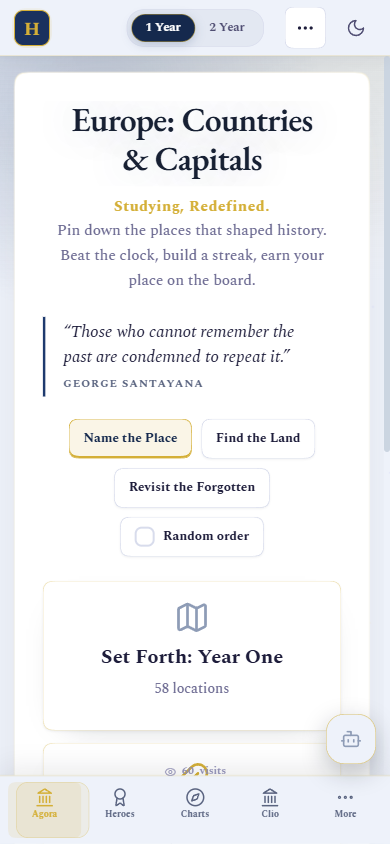 H
1 Year
2 Year
Europe: Countries
& Capitals
Studying, Redefined.
Pin down the places that shaped history.
Beat the clock, build a streak, earn your
place on the board.
“Those who cannot remember the
past are condemned to repeat it.”
GEORGE SANTAYANA
Name the Place
Find the Land
Revisit the Forgotten
Random order
Set Forth: Year One
58 locations
60 visits
Agora
Heroes
Charts
Clio
More